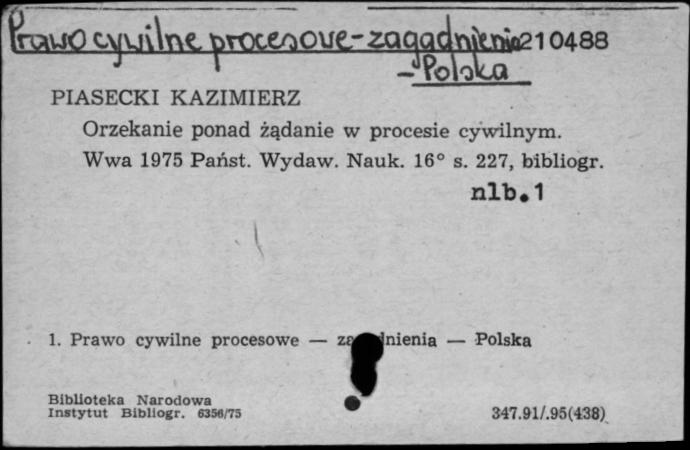 Prawo cywilne procesowe-zagadnienia 210488
-Polska
PIASECKI KAZIMIERZ
Orzekanie ponad żądanie w procesie cywilnym.
Wwa 1975 Państ. Wydaw. Nauk. 16° s. 227, bibliogr.
nlb.1
1. Prawo cywilne procesowe — za dnienia — Polska
Biblioteka Narodowa
Instytut Bibliogr. 6356/75
347.91/.95(438)